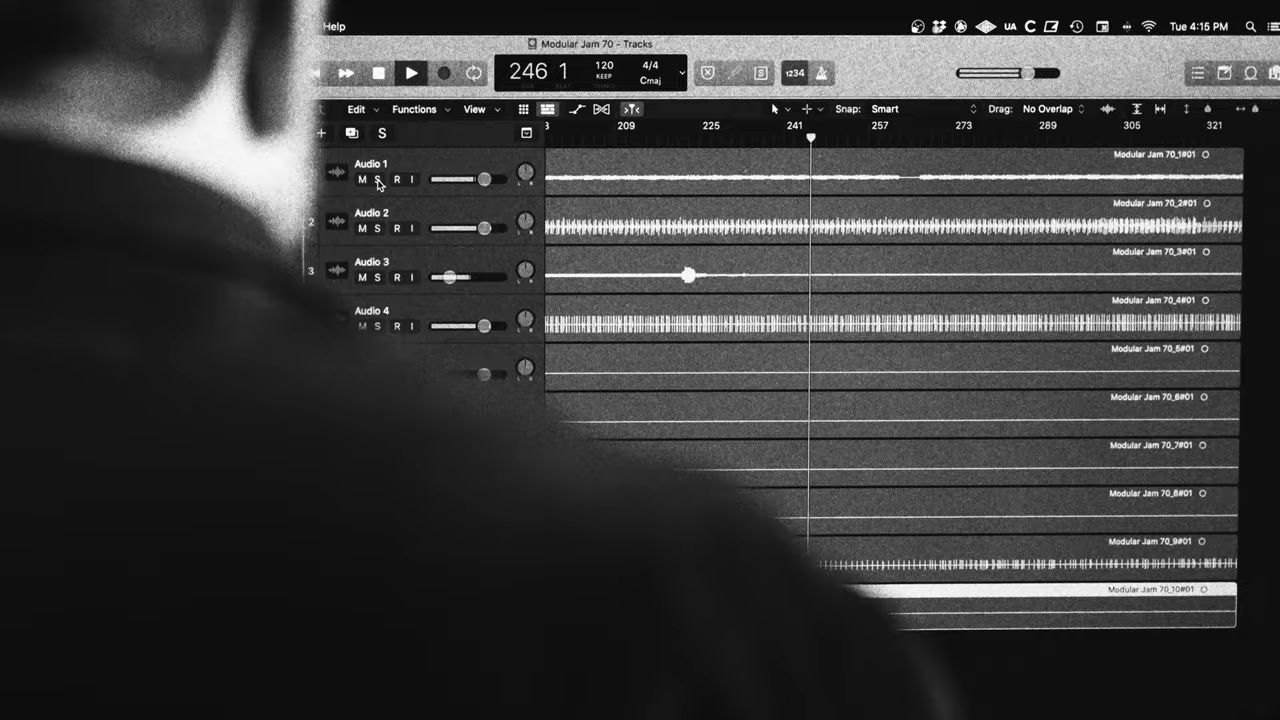 Help
UA
Tue 4:15 PM
Modular Jam 70 - Tracks
246 1
120
KEEP
4/4
Cmaj
1234
Edit
Functions
View
Snap: Smart
Drag: No Overlap
S
209 225 241 257 273 289 305 321
Audio 1
M S R I
Modular Jam 70_1#01
2
Audio 2
M S R I
Modular Jam 70_2#01
3
Audio 3
M S R I
Modular Jam 70_3#01
Audio 4
M S R I
Modular Jam 70_4#01
Modular Jam 70_5#01
Modular Jam 70_6#01
Modular Jam 70_7#01
Modular Jam 70_8#01
Modular Jam 70_9#01
Modular Jam 70_10#01